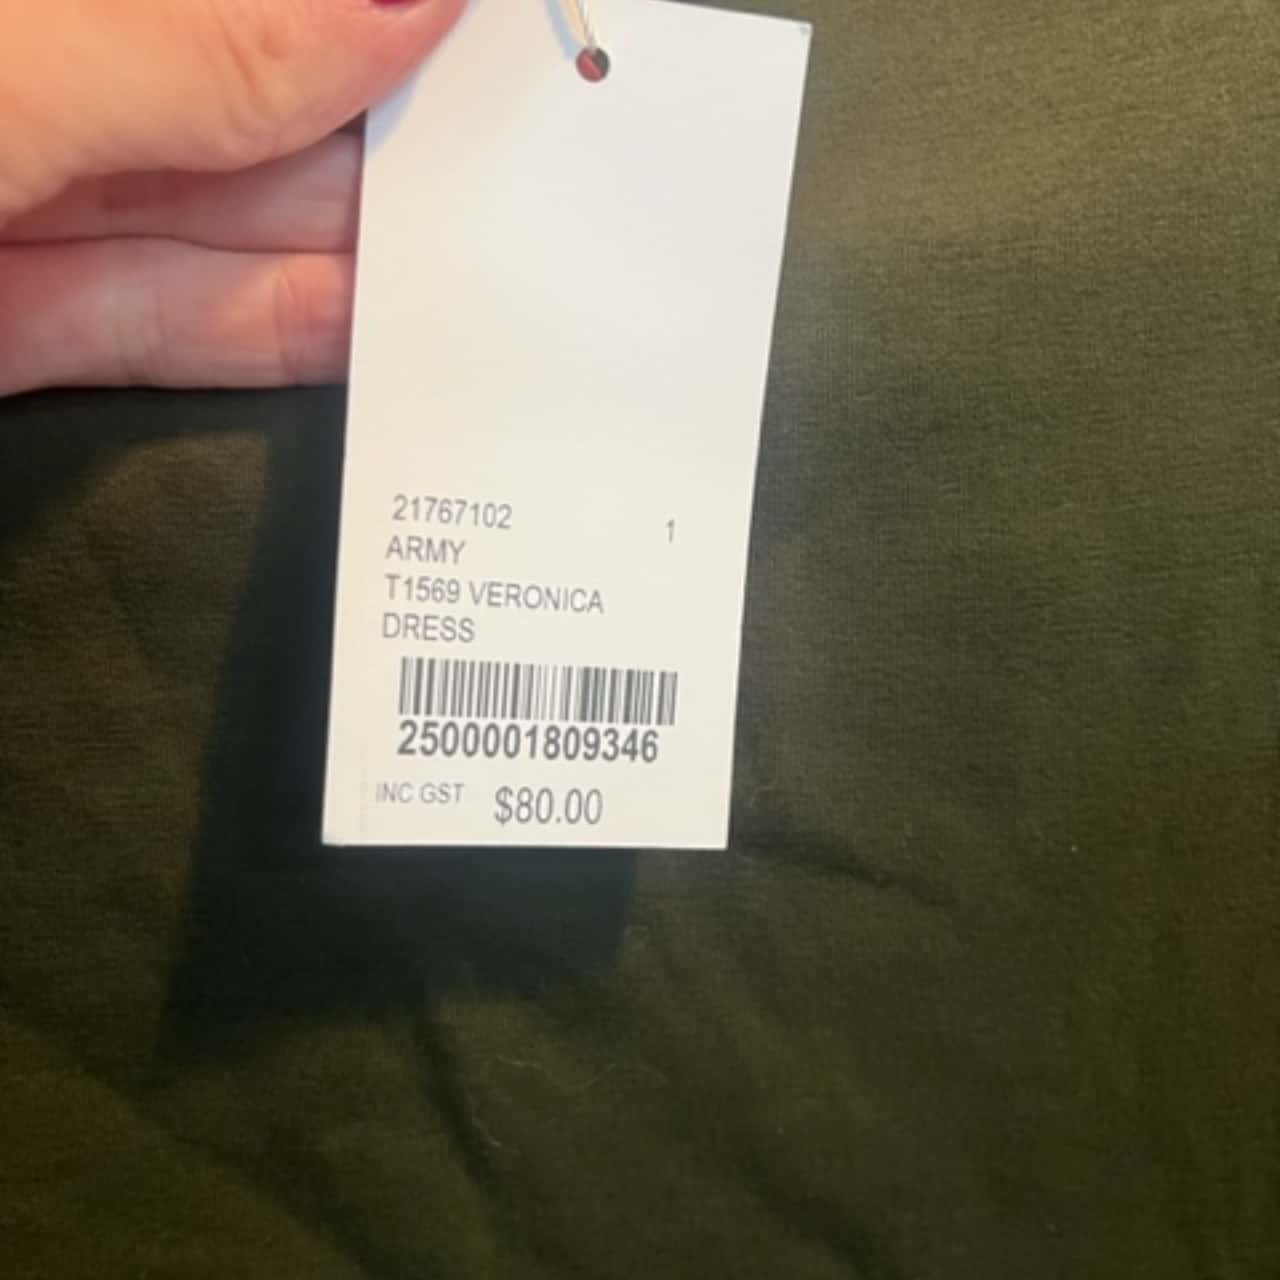 21767102 1
ARMY
T1569 VERONICA
DRESS
2500001809346
INC GST $80.00